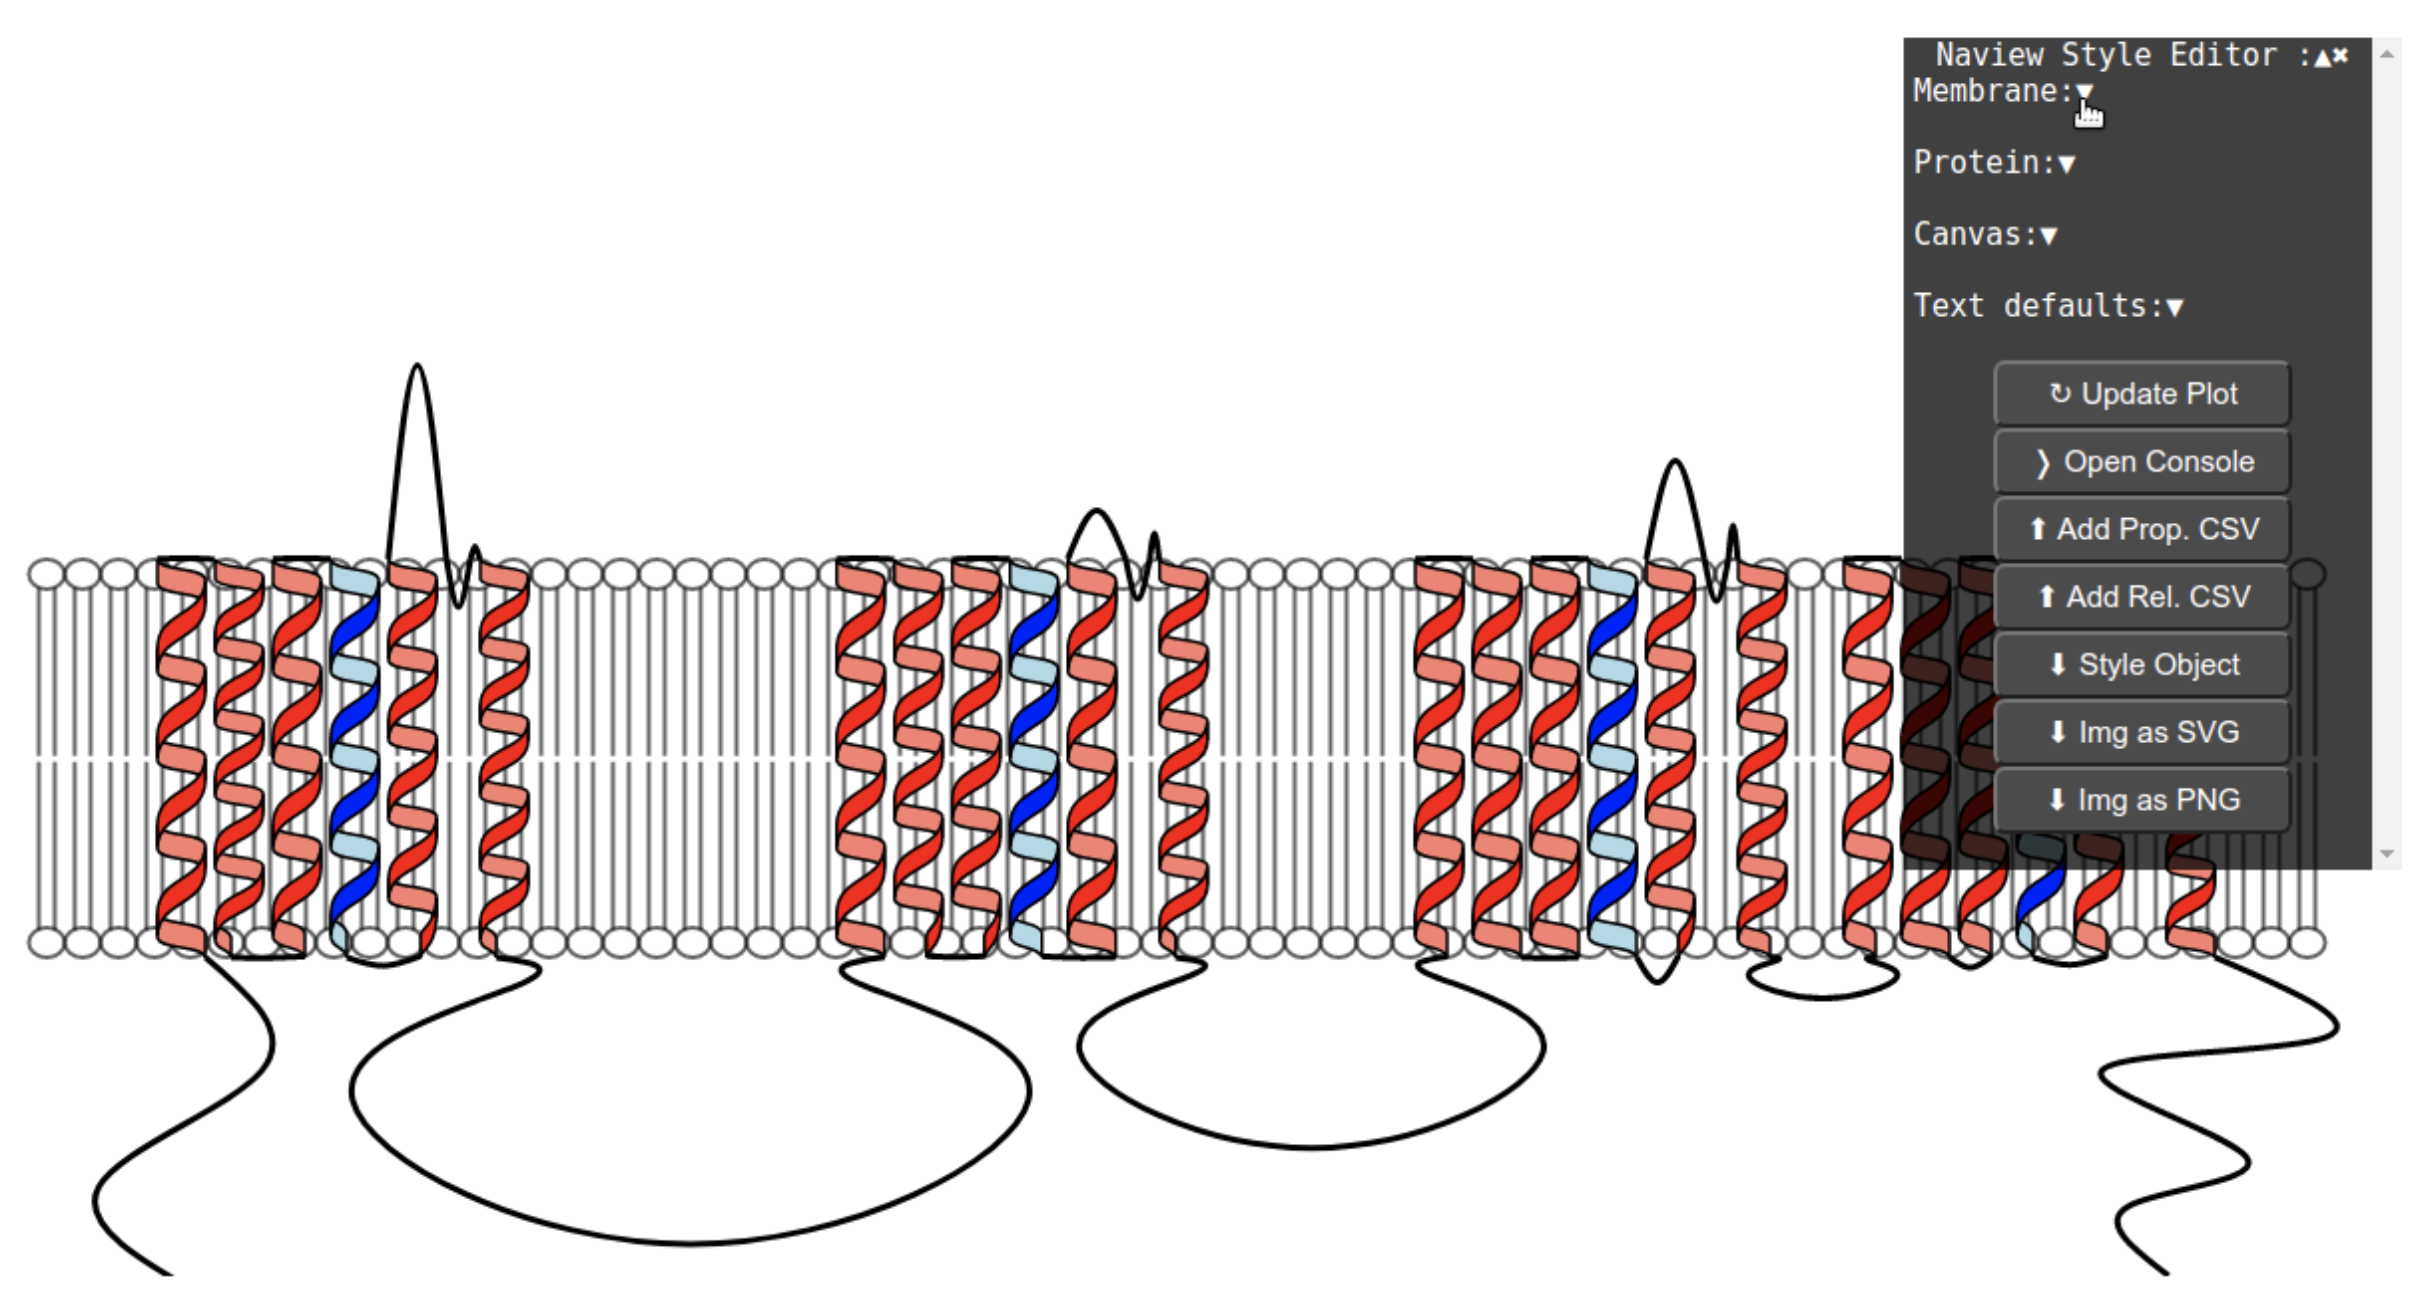 Naview Style Editor :▲✖
Membrane:▼
Protein:▼
Canvas:▼
Text defaults:▼
↻ Update Plot
❭ Open Console
⬆ Add Prop. CSV
⬆ Add Rel. CSV
⬇ Style Object
⬇ Img as SVG
⬇ Img as PNG